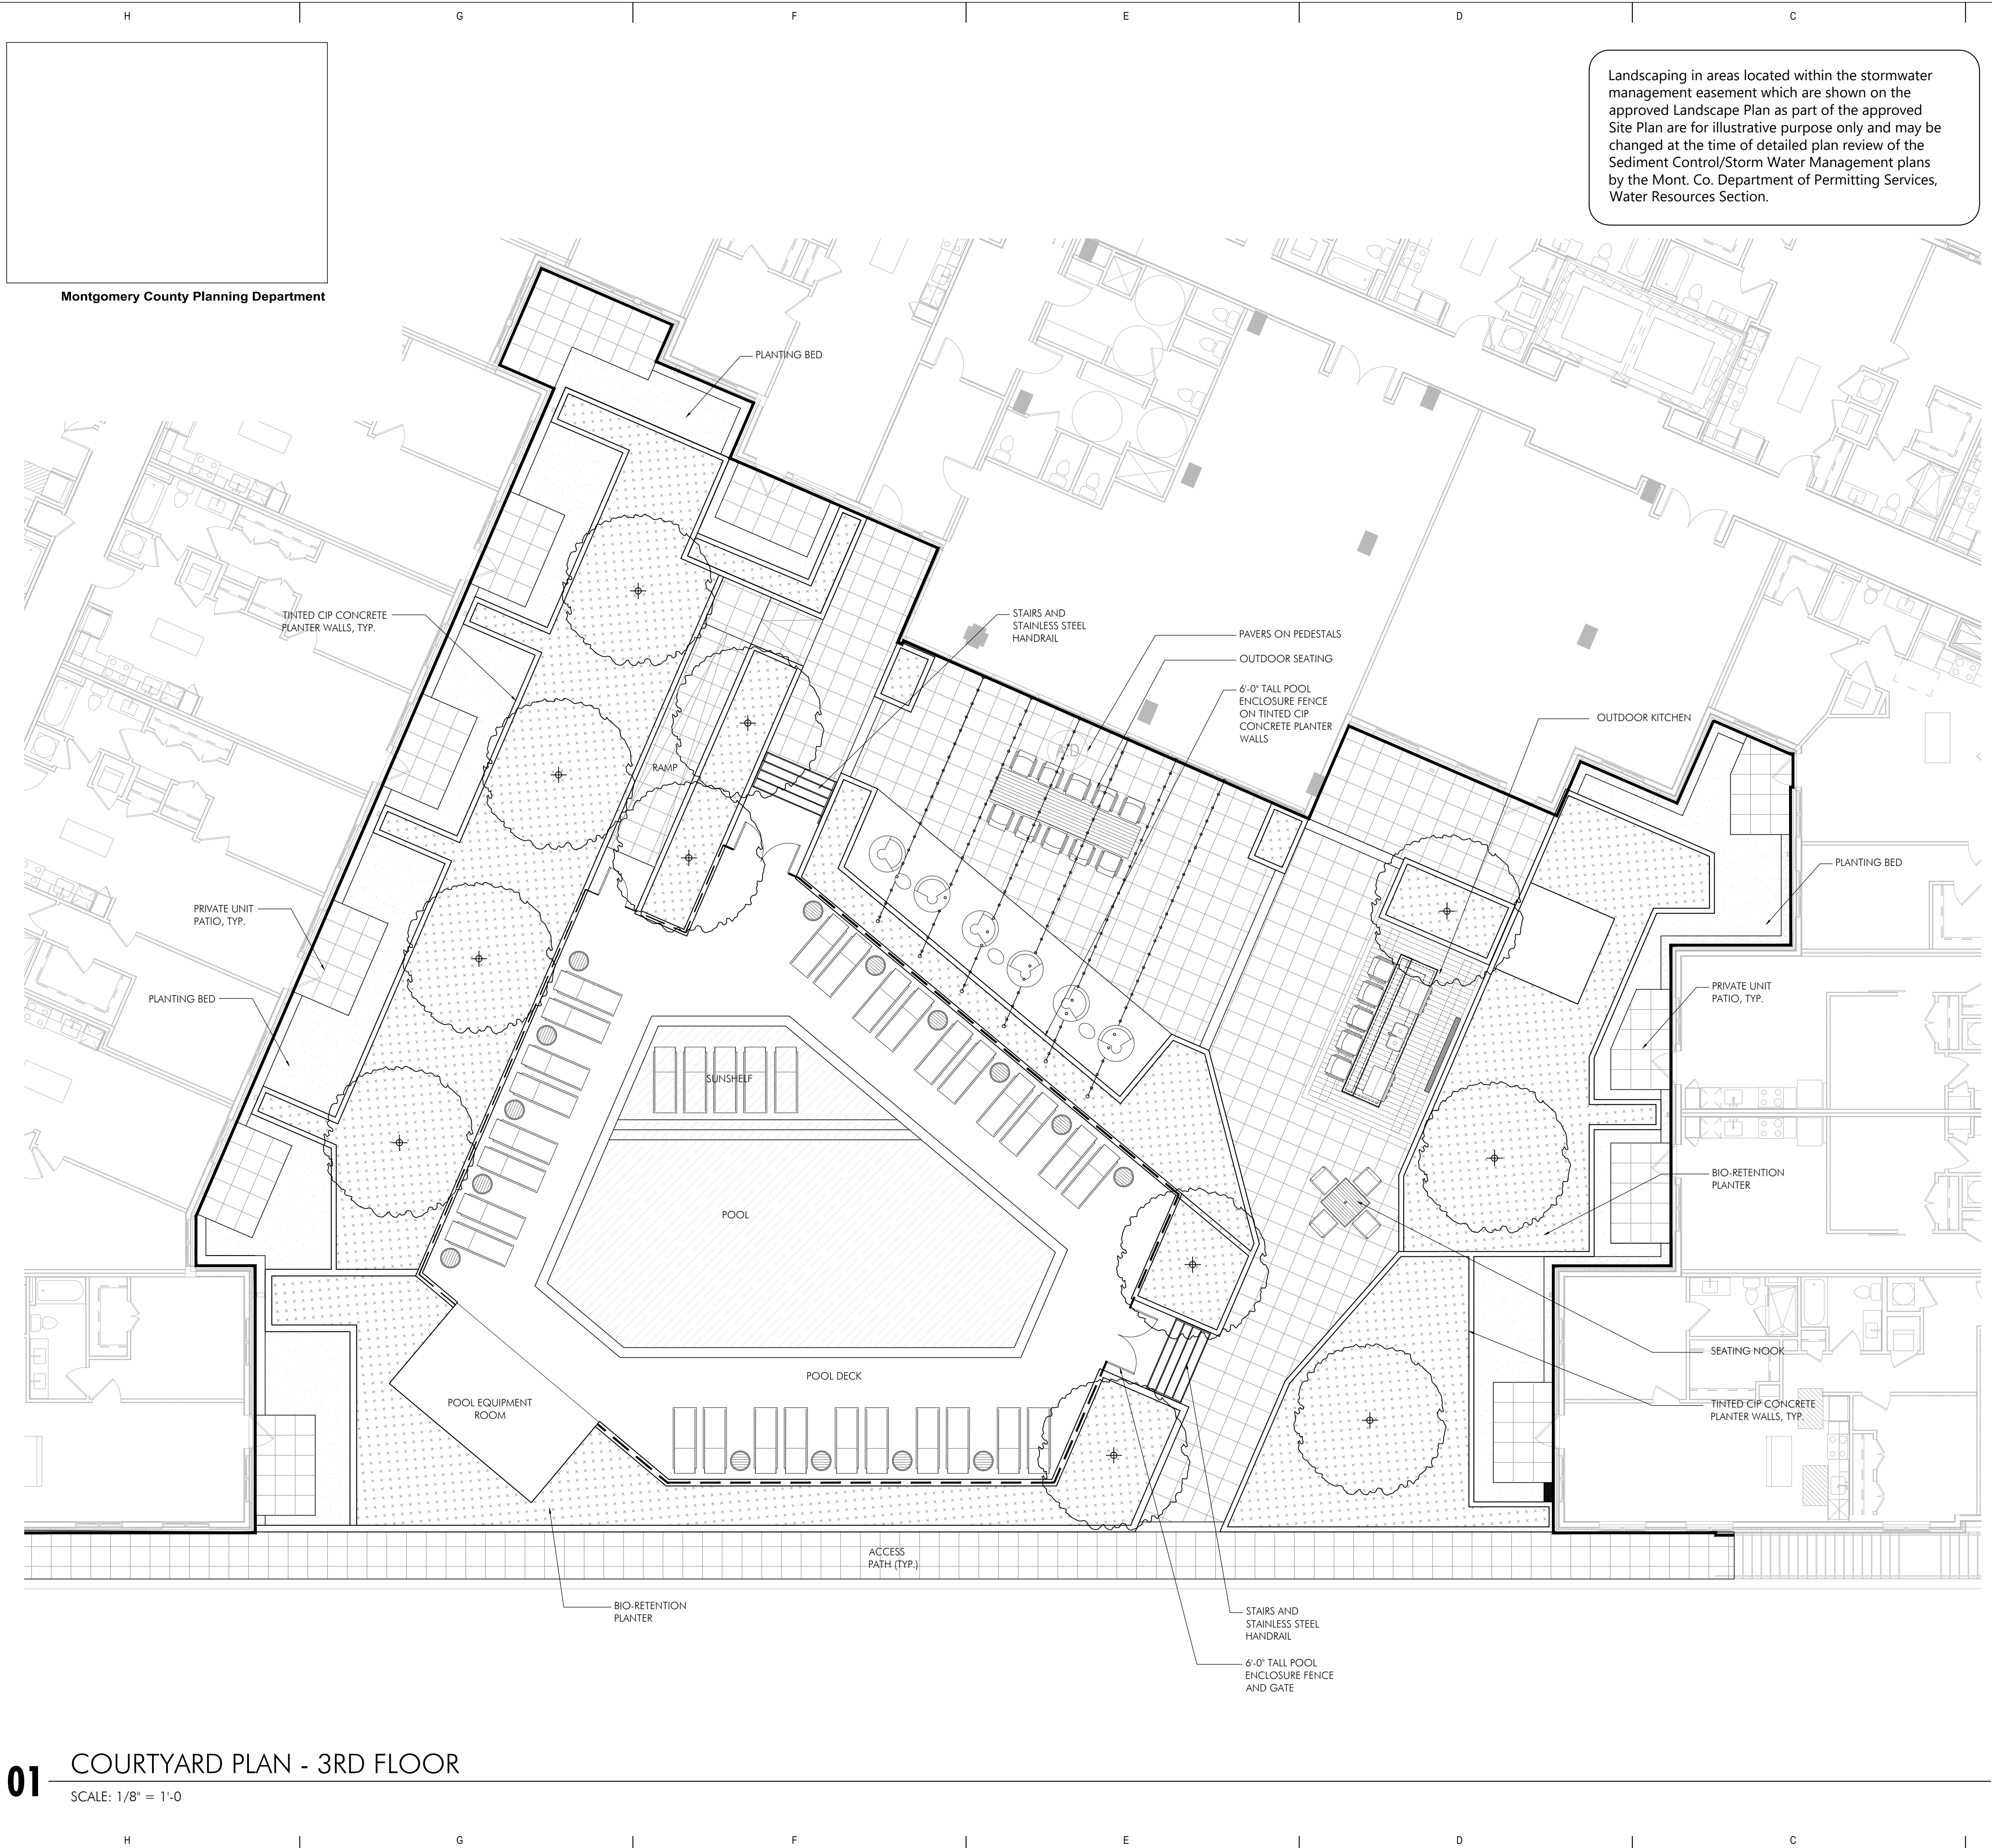 H G F E D C
Landscaping in areas located within the stormwater
management easement which are shown on the
approved Landscape Plan as part of the approved
Site Plan are for illustrative purpose only and may be
changed at the time of detailed plan review of the
Sediment Control/Storm Water Management plans
by the Mont. Co. Department of Permitting Services,
Water Resources Section.
Montgomery County Planning Department
PLANTING BED
TINTED CIP CONCRETE
PLANTER WALLS, TYP.
STAIRS AND
STAINLESS STEEL
HANDRAIL
PAVERS ON PEDESTALS
OUTDOOR SEATING
6'-0" TALL POOL
ENCLOSURE FENCE
ON TINTED CIP
CONCRETE PLANTER
WALLS
OUTDOOR KITCHEN
AD
RAMP
PLANTING BED
PRIVATE UNIT
PATIO, TYP.
PLANTING BED
PRIVATE UNIT
PATIO, TYP.
SUNSHELF
BIO-RETENTION
PLANTER
POOL
SEATING NOOK
POOL DECK
POOL EQUIPMENT
ROOM
TINTED CIP CONCRETE
PLANTER WALLS, TYP.
ACCESS
PATH (TYP.)
BIO-RETENTION
PLANTER
STAIRS AND
STAINLESS STEEL
HANDRAIL
6'-0" TALL POOL
ENCLOSURE FENCE
AND GATE
01 COURTYARD PLAN - 3RD FLOOR
SCALE: 1/8" = 1'-0
H G F E D C